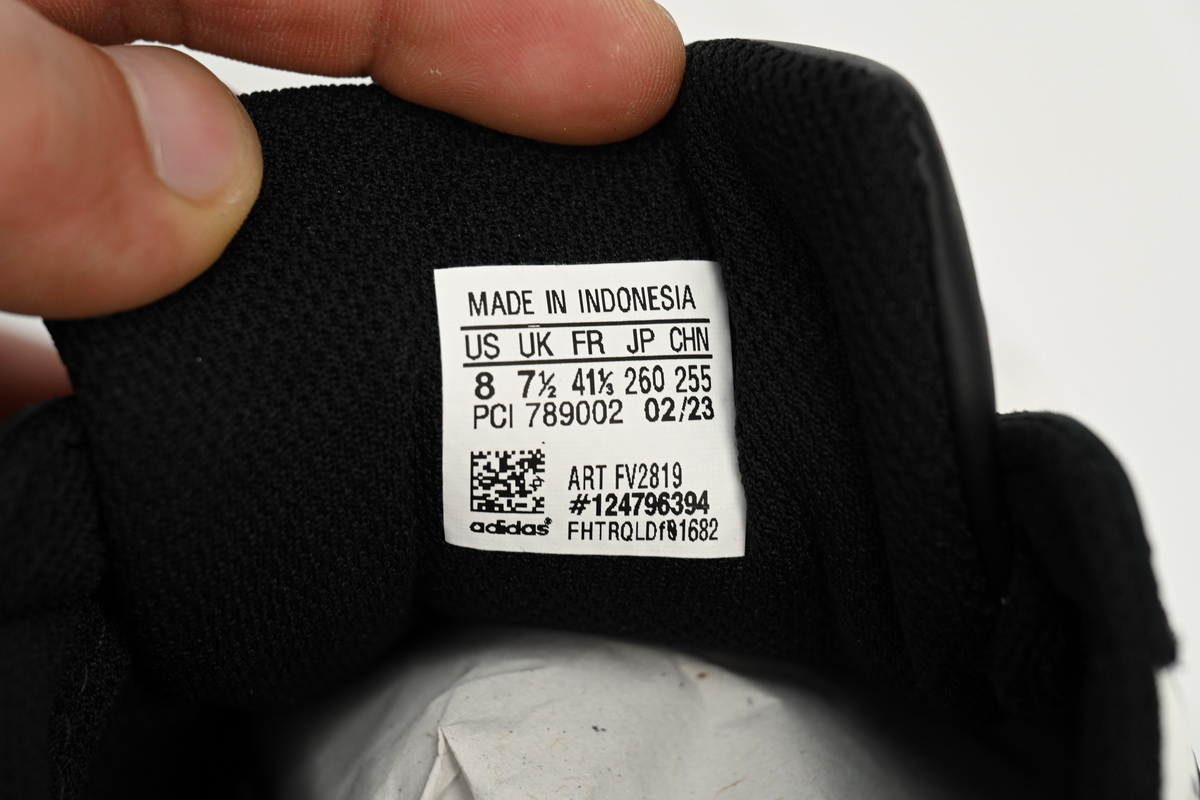 MADE IN INDONESIA
US UK FR JP CHN
8 7½ 41⅓ 260 255
PCI 789002 02/23
ART FV2819
#124796394
adidas®